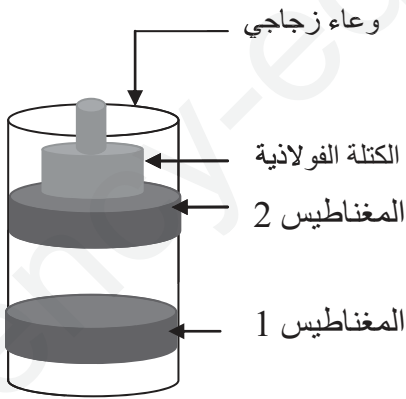 وعاء زجاجي
الكتلة الفولاذية
المغناطيس 2
المغناطيس 1